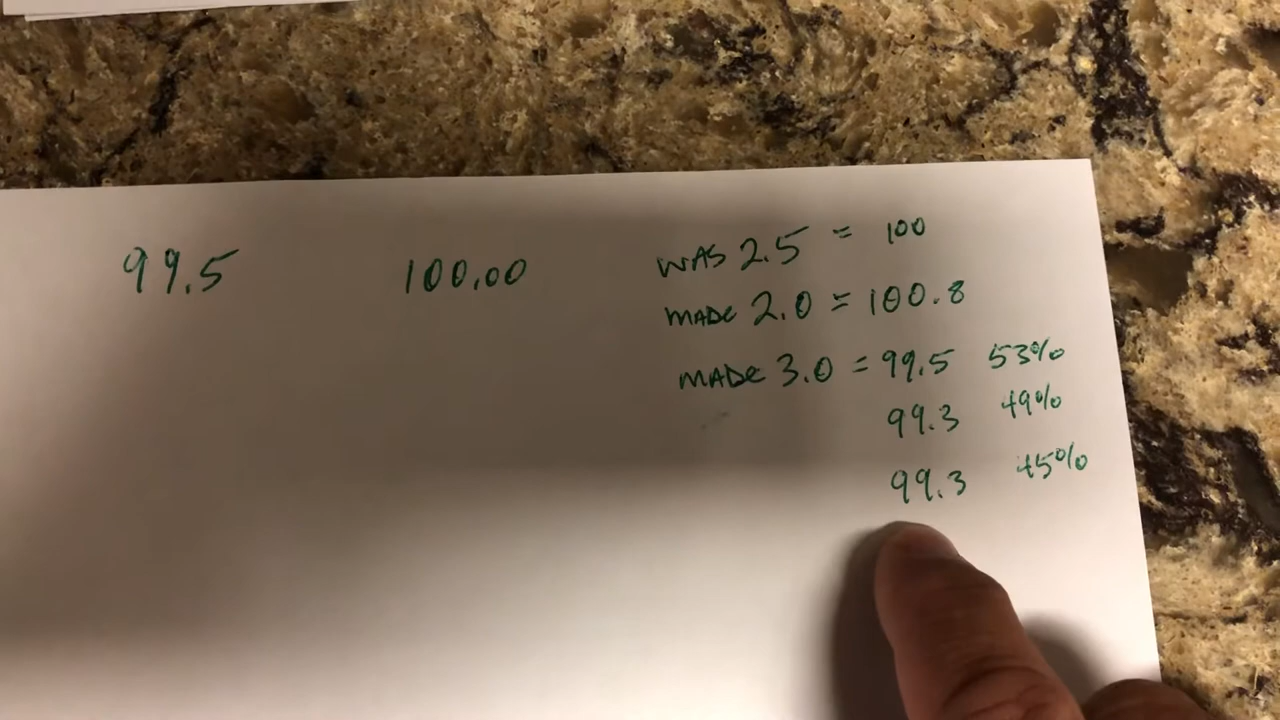 99.5 100.00
WAS 2.5 = 100
MADE 2.0 = 100.8
MADE 3.0 = 99.5 53%
99.3 49%
99.3 45%